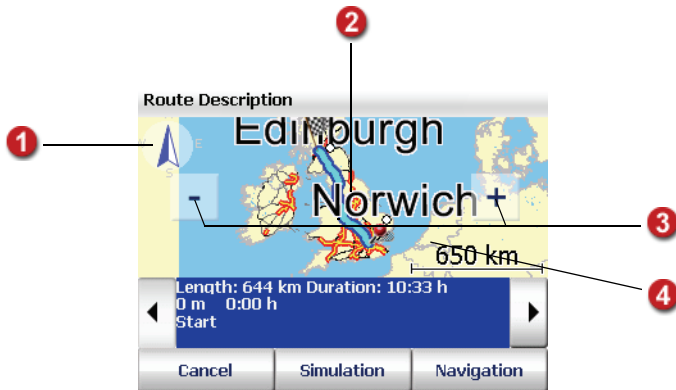 2
Route Description
1
E
S
Edinburgh
Norwich
- +
3
650 km
4
Length: 644 km Duration: 10:33 h
0 m 0:00 h
Start
Cancel Simulation Navigation